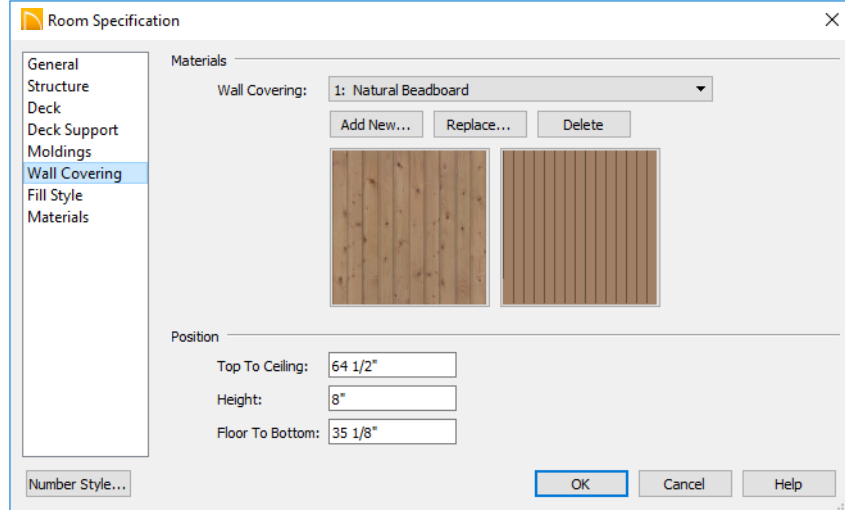 Room Specification
General
Structure
Deck
Deck Support
Moldings
Wall Covering
Fill Style
Materials
Materials
Wall Covering: 1: Natural Beadboard
Add New... Replace... Delete
Position
Top To Ceiling: 64 1/2"
Height: 8"
Floor To Bottom: 35 1/8"
Number Style... OK Cancel Help